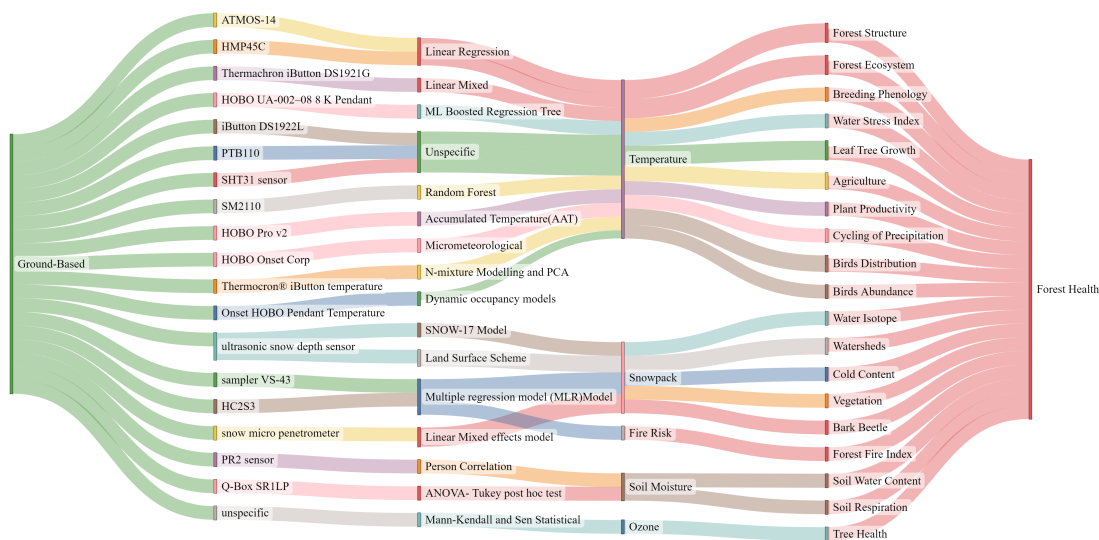 Ground-Based
ATMOS-14
HMP45C
Thermachron iButton DS1921G
HOBO UA-002–08 8 K Pendant
iButton DS1922L
PTB110
SHT31 sensor
SM2110
HOBO Pro v2
HOBO Onset Corp
Thermocron® iButton temperature
Onset HOBO Pendant Temperature
ultrasonic snow depth sensor
sampler VS-43
HC2S3
snow micro penetrometer
PR2 sensor
Q-Box SR1LP
unspecific
Linear Regression
Linear Mixed
ML Boosted Regression Tree
Unspecific
Random Forest
Accumulated Temperature(AAT)
Micrometeorological
N-mixture Modelling and PCA
Dynamic occupancy models
SNOW-17 Model
Land Surface Scheme
Multiple regression model (MLR)Model
Linear Mixed effects model
Person Correlation
ANOVA- Tukey post hoc test
Mann-Kendall and Sen Statistical
Temperature
Snowpack
Fire Risk
Soil Moisture
Ozone
Forest Structure
Forest Ecosystem
Breeding Phenology
Water Stress Index
Leaf Tree Growth
Agriculture
Plant Productivity
Cycling of Precipitation
Birds Distribution
Birds Abundance
Water Isotope
Watersheds
Cold Content
Vegetation
Bark Beetle
Forest Fire Index
Soil Water Content
Soil Respiration
Tree Health
Forest Health